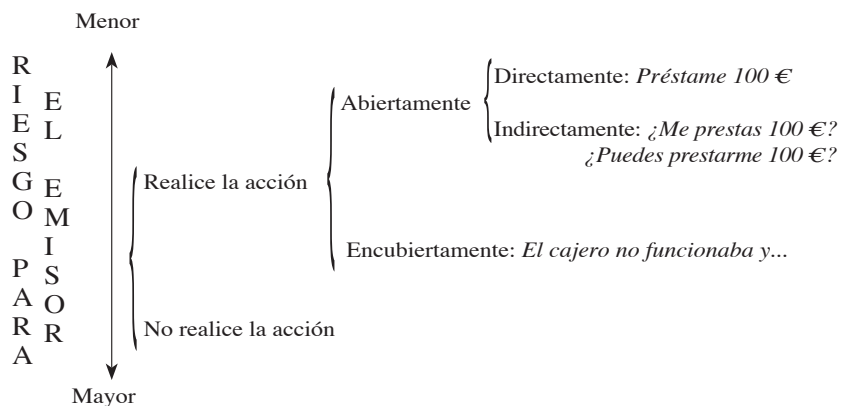 Menor
RIESGO PARA
EL EMISOR
Directamente: Préstame 100 €
Abiertamente
Indirectamente: ¿Me prestas 100 €?
¿Puedes prestarme 100 €?
Realice la acción
Encubiertamente: El cajero no funcionaba y...
No realice la acción
Mayor